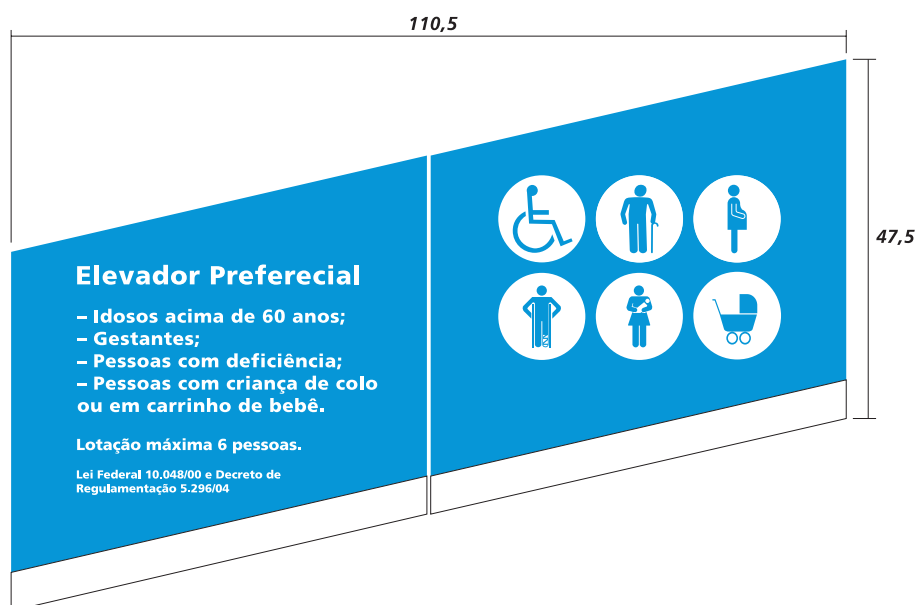 110,5
47,5
Elevador Preferecial
– Idosos acima de 60 anos;
– Gestantes;
– Pessoas com deficiência;
– Pessoas com criança de colo
ou em carrinho de bebê.
Lotação máxima 6 pessoas.
Lei Federal 10.048/00 e Decreto de
Regulamentação 5.296/04